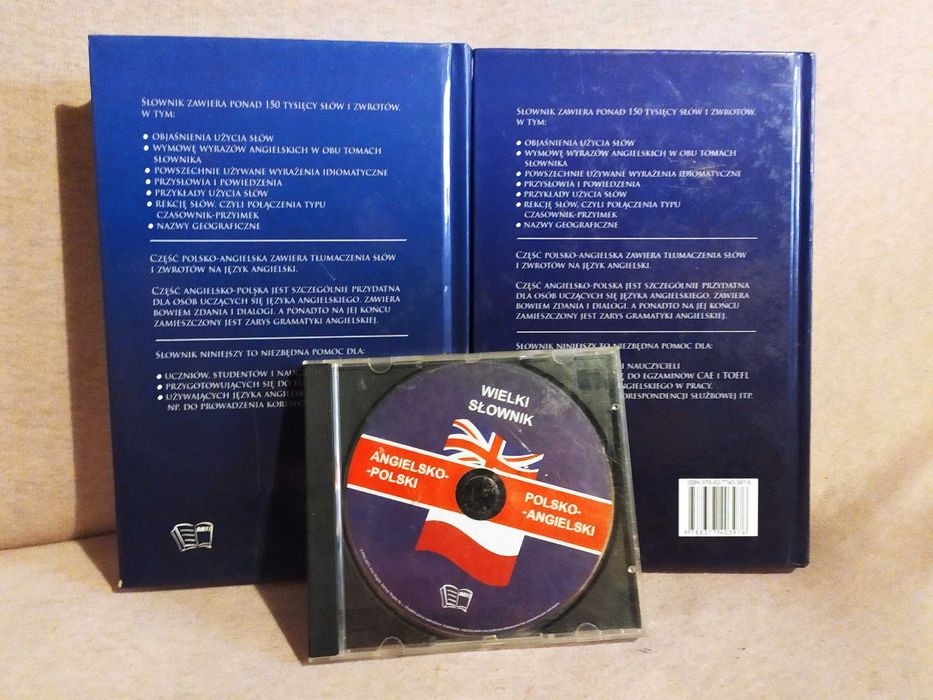 SŁOWNIK ZAWIERA PONAD 150 TYSIĘCY SŁÓW I ZWROTÓW,
W TYM:
• OBJAŚNIENIA UŻYCIA SŁÓW
• WYMOWĘ WYRAZÓW ANGIELSKICH W OBU TOMACH
SŁOWNIKA
• POWSZECHNIE UŻYWANE WYRAŻENIA IDIOMATYCZNE
• PRZYSŁOWIA I POWIEDZENIA
• PRZYKŁADY UŻYCIA SŁÓW
• REKCJĘ SŁÓW, CZYLI POŁĄCZENIA TYPU
CZASOWNIK-PRZYIMEK
• NAZWY GEOGRAFICZNE
CZĘŚĆ POLSKO-ANGIELSKA ZAWIERA TŁUMACZENIA SŁÓW
I ZWROTÓW NA JĘZYK ANGIELSKI.
CZĘŚĆ ANGIELSKO-POLSKA JEST SZCZEGÓLNIE PRZYDATNA
DLA OSÓB UCZĄCYCH SIĘ JĘZYKA ANGIELSKIEGO. ZAWIERA
BOWIEM ZDANIA I DIALOGI, A PONADTO NA JEJ KOŃCU
ZAMIESZCZONY JEST ZARYS GRAMATYKI ANGIELSKIEJ.
SŁOWNIK NINIEJSZY TO NIEZBĘDNA POMOC DLA:
• UCZNIÓW, STUDENTÓW I
• PRZYGOTOWUJĄCYCH SIĘ DO
• UŻYWAJĄCYCH JĘZYKA
NP. DO PROWADZENIA
ARTI
SŁOWNIK ZAWIERA PONAD 150 TYSIĘCY SŁÓW I ZWROTÓW,
W TYM:
• OBJAŚNIENIA UŻYCIA SŁÓW
• WYMOWĘ WYRAZÓW ANGIELSKICH W OBU TOMACH
SŁOWNIKA
• POWSZECHNIE UŻYWANE WYRAŻENIA IDIOMATYCZNE
• PRZYSŁOWIA I POWIEDZENIA
• PRZYKŁADY UŻYCIA SŁÓW
• REKCJĘ SŁÓW, CZYLI POŁĄCZENIA TYPU
CZASOWNIK-PRZYIMEK
• NAZWY GEOGRAFICZNE
CZĘŚĆ POLSKO-ANGIELSKA ZAWIERA TŁUMACZENIA SŁÓW
I ZWROTÓW NA JĘZYK ANGIELSKI.
CZĘŚĆ ANGIELSKO-POLSKA JEST SZCZEGÓLNIE PRZYDATNA
DLA OSÓB UCZĄCYCH SIĘ JĘZYKA ANGIELSKIEGO. ZAWIERA
BOWIEM ZDANIA I DIALOGI, A PONADTO NA JEJ KOŃCU
ZAMIESZCZONY JEST ZARYS GRAMATYKI ANGIELSKIEJ.
SŁOWNIK NINIEJSZY TO NIEZBĘDNA POMOC DLA:
I NAUCZYCIELI
DO EGZAMINÓW CAE I TOEFL
ANGIELSKIEGO W PRACY,
SŁUŻBOWEJ ITP.
WIELKI
SŁOWNIK
ANGIELSKO-
-POLSKI
POLSKO-
-ANGIELSKI
ARTI